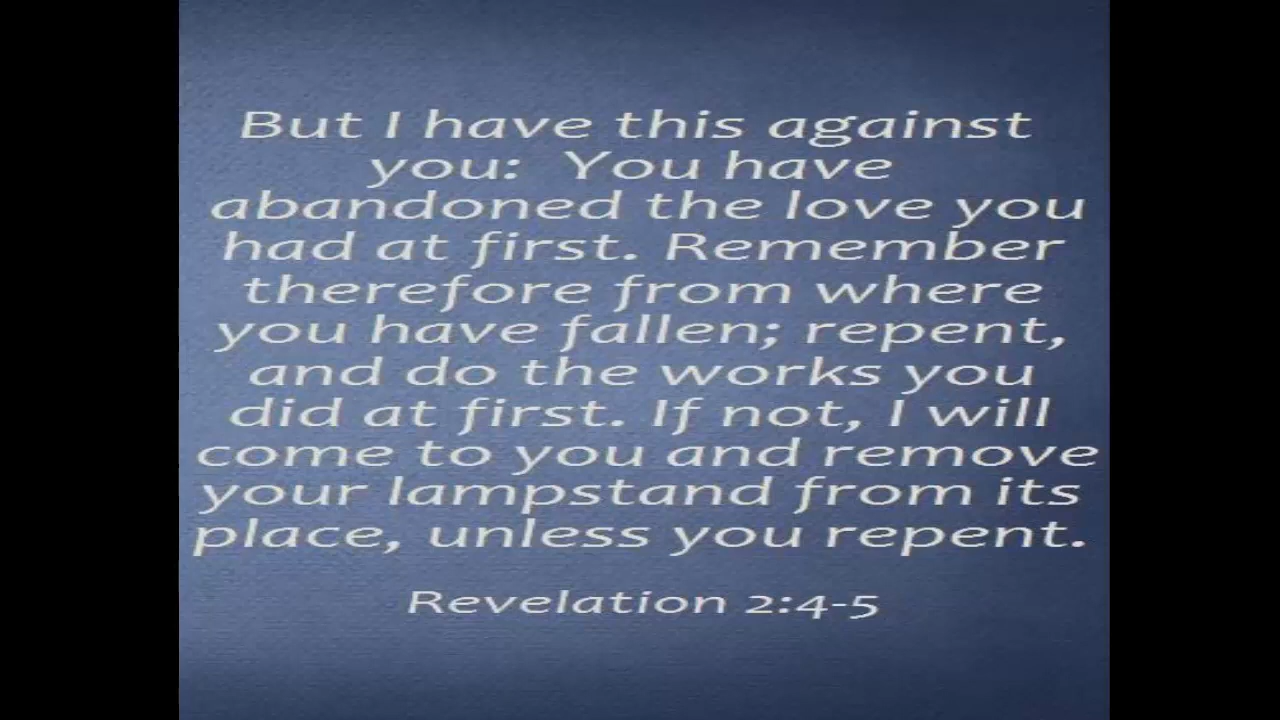 But I have this against
you:  You have
abandoned the love you
had at first. Remember
therefore from where
you have fallen; repent,
and do the works you
did at first. If not, I will
come to you and remove
your lampstand from its
place, unless you repent.
Revelation 2:4-5